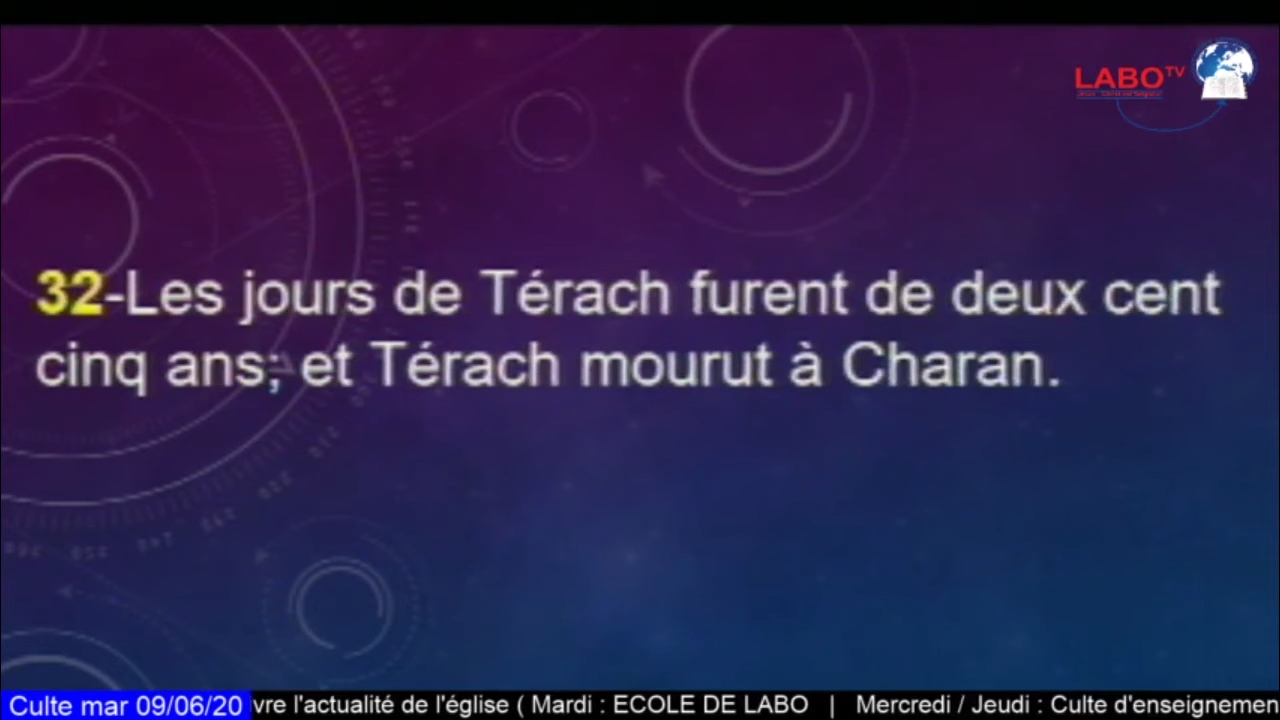 LABO TV
32-Les jours de Térach furent de deux cent
cinq ans; et Térach mourut à Charan.
Culte mar 09/06/20 vre l'actualité de l'église ( Mardi : ECOLE DE LABO | Mercredi / Jeudi : Culte d'enseignemen